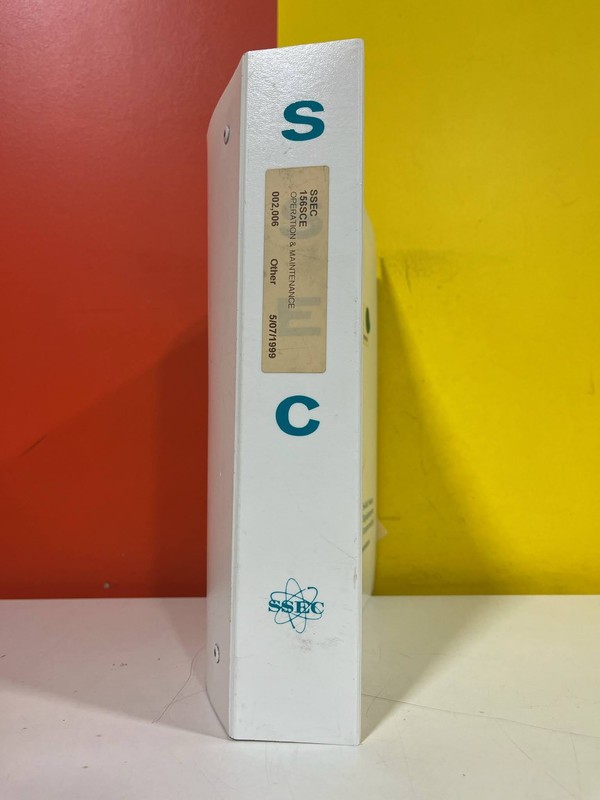 S
SSEC
156SCE
OPERATION & MAINTENANCE
002,006 Other 5/07/1999
C
SSEC